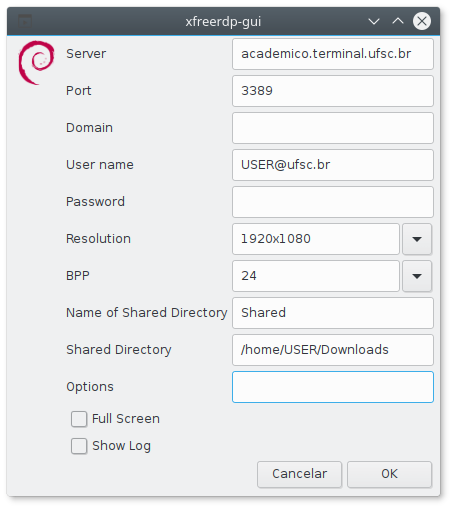 xfreerdp-gui
Server academico.terminal.ufsc.br
Port 3389
Domain
User name USER@ufsc.br
Password
Resolution 1920x1080
BPP 24
Name of Shared Directory Shared
Shared Directory /home/USER/Downloads
Options
Full Screen
Show Log
Cancelar OK